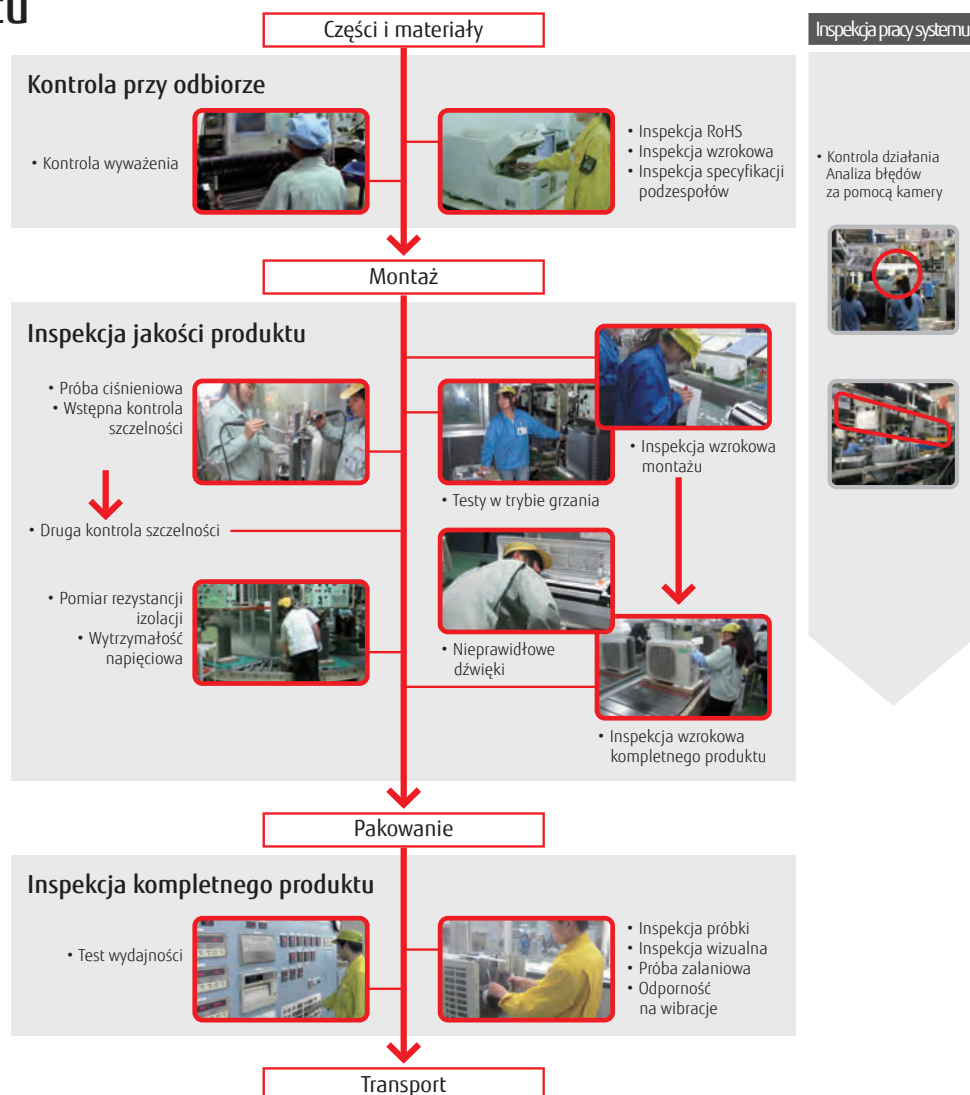 Części i materiały
Kontrola przy odbiorze
• Kontrola wyważenia
• Inspekcja RoHS
• Inspekcja wzrokowa
• Inspekcja specyfikacji
podzespołów
Montaż
Inspekcja jakości produktu
• Próba ciśnieniowa
• Wstępna kontrola
szczelności
• Druga kontrola szczelności
• Pomiar rezystancji
izolacji
• Wytrzymałość
napięciowa
• Testy w trybie grzania
• Inspekcja wzrokowa
montażu
• Nieprawidłowe
dźwięki
• Inspekcja wzrokowa
kompletnego produktu
Pakowanie
Inspekcja kompletnego produktu
• Test wydajności
• Inspekcja próbki
• Inspekcja wizualna
• Próba zalaniowa
• Odporność
na wibracje
Transport
Inspekcja pracy systemu
• Kontrola działania
Analiza błędów
za pomocą kamery